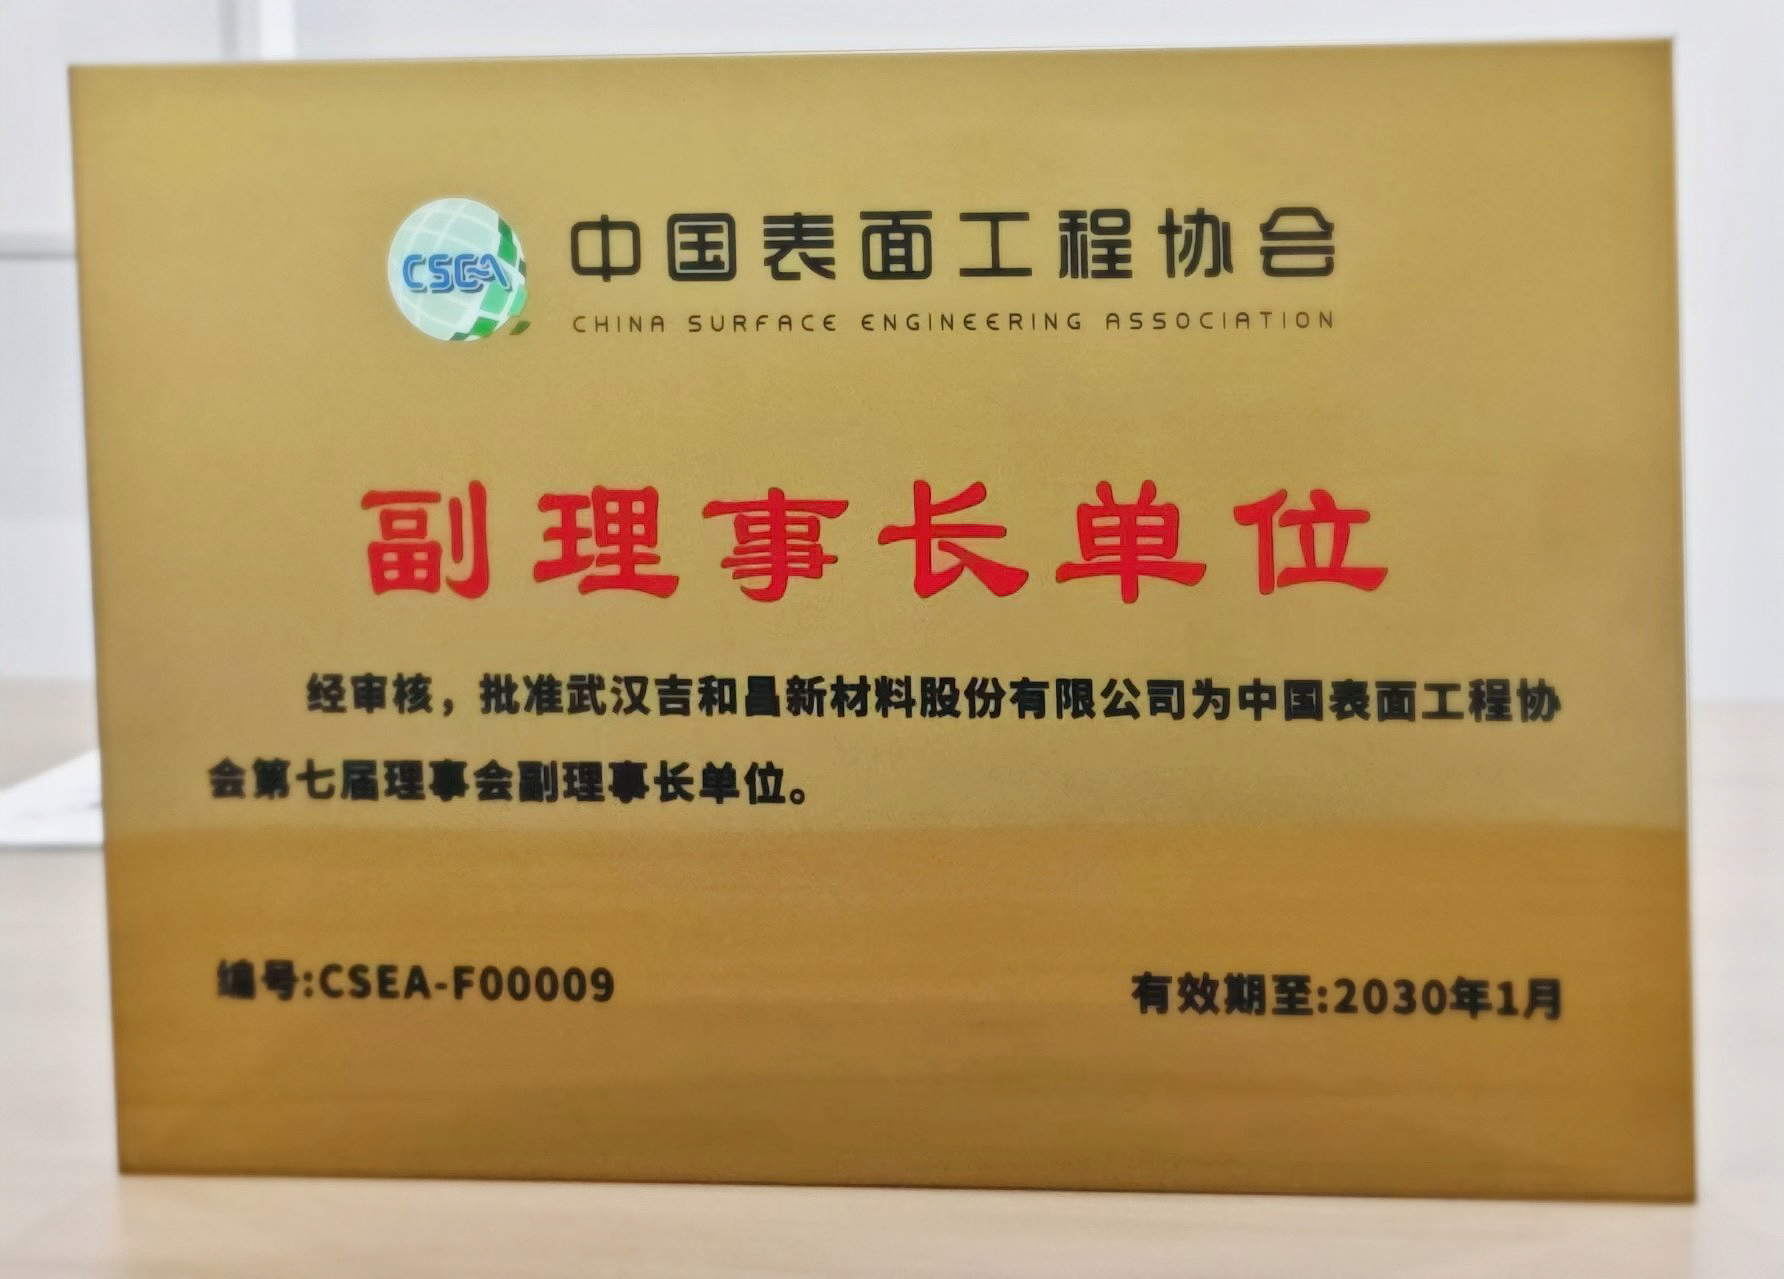 CSEA
中国表面工程协会
CHINA SURFACE ENGINEERING ASSOCIATION
副理事长单位
经审核，批准武汉吉和昌新材料股份有限公司为中国表面工程协
会第七届理事会副理事长单位。
编号:CSEA-F00009
有效期至:2030年1月